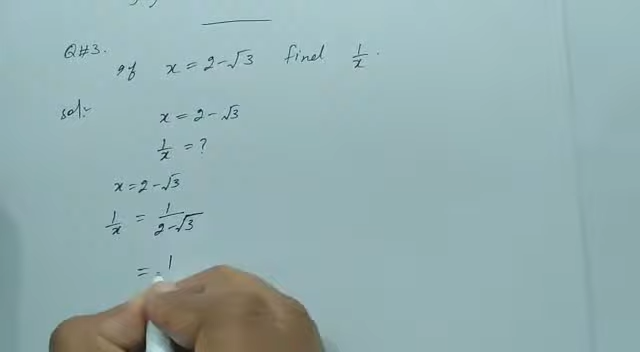 Q#3.
If x = 2-√3 find 1/x.
Sol:-
x = 2-√3
1/x = ?
x = 2-√3
1/x = 1/(2-√3)
= 1